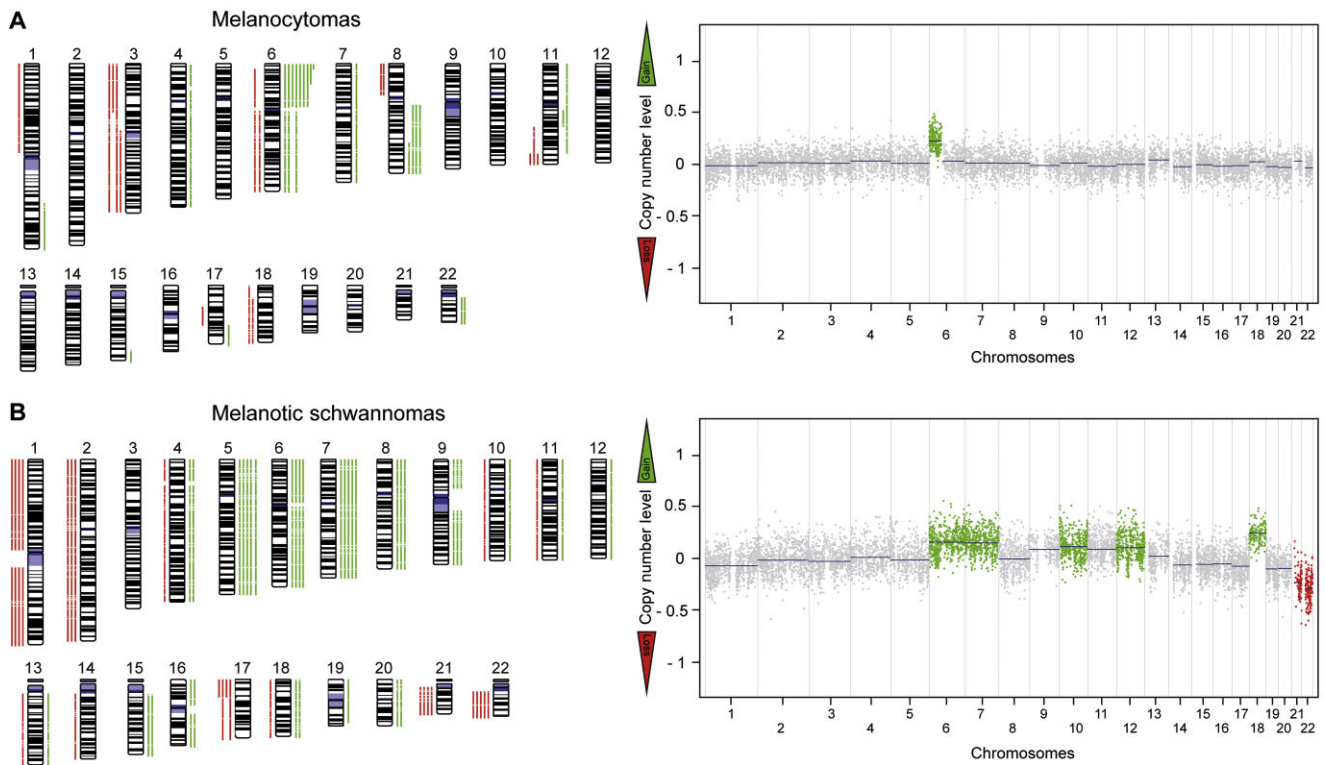 A
Melanocytomas
1 2 3 4 5 6 7 8 9 10 11 12
13 14 15 16 17 18 19 20 21 22
Gain
Copy number level
Loss
1
0.5
0
- 0.5
- 1
1 3 5 7 9 11 13 15 17 19 21
2 4 6 8 10 12 14 16 18 20 22
Chromosomes
B
Melanotic schwannomas
1 2 3 4 5 6 7 8 9 10 11 12
13 14 15 16 17 18 19 20 21 22
Gain
Copy number level
Loss
1
0.5
0
- 0.5
- 1
1 3 5 7 9 11 13 15 17 19 21
2 4 6 8 10 12 14 16 18 20 22
Chromosomes